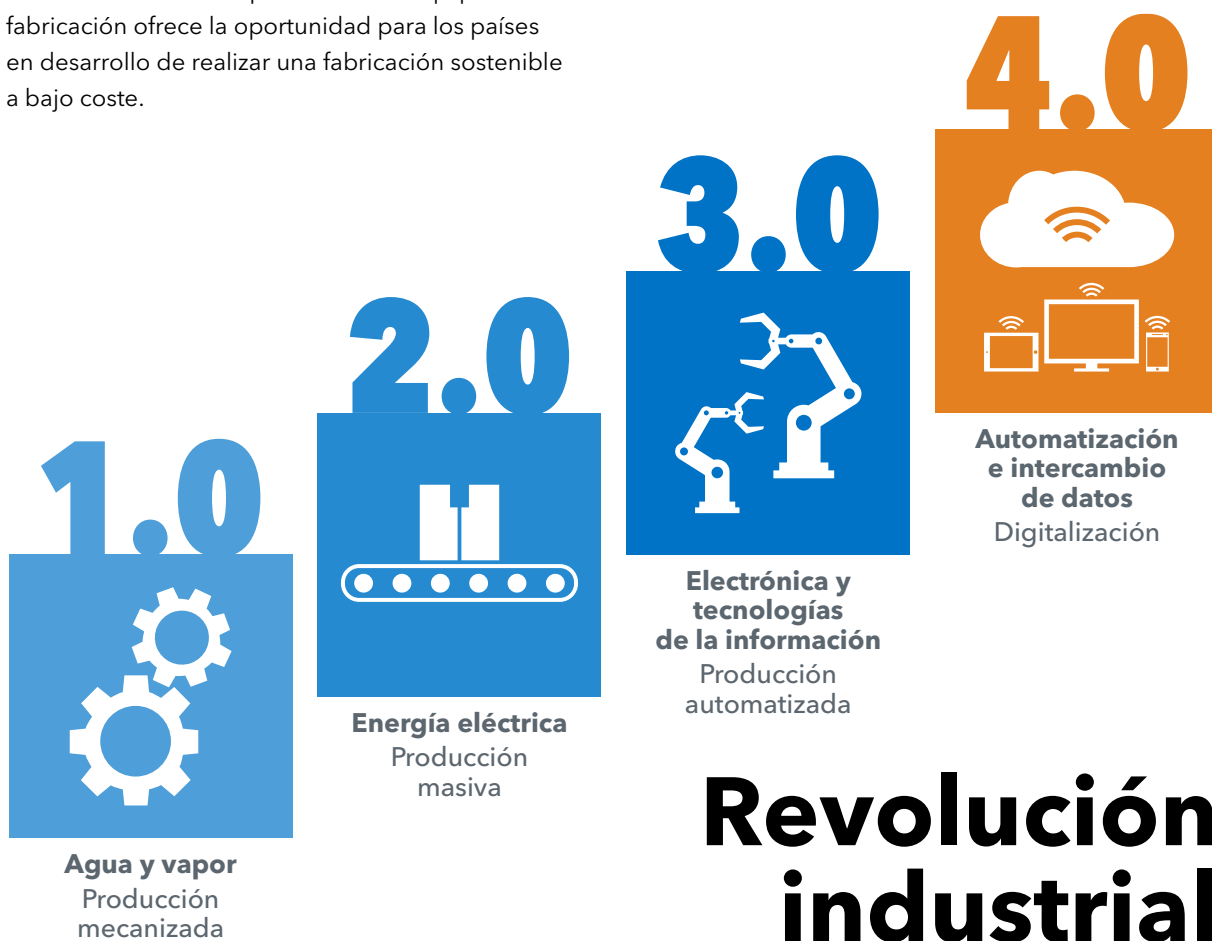 fabricación ofrece la oportunidad para los países
en desarrollo de realizar una fabricación sostenible
a bajo coste.
1.0
Agua y vapor
Producción
mecanizada
2.0
Energía eléctrica
Producción
masiva
3.0
Electrónica y
tecnologías
de la información
Producción
automatizada
4.0
Automatización
e intercambio
de datos
Digitalización
Revolución
industrial